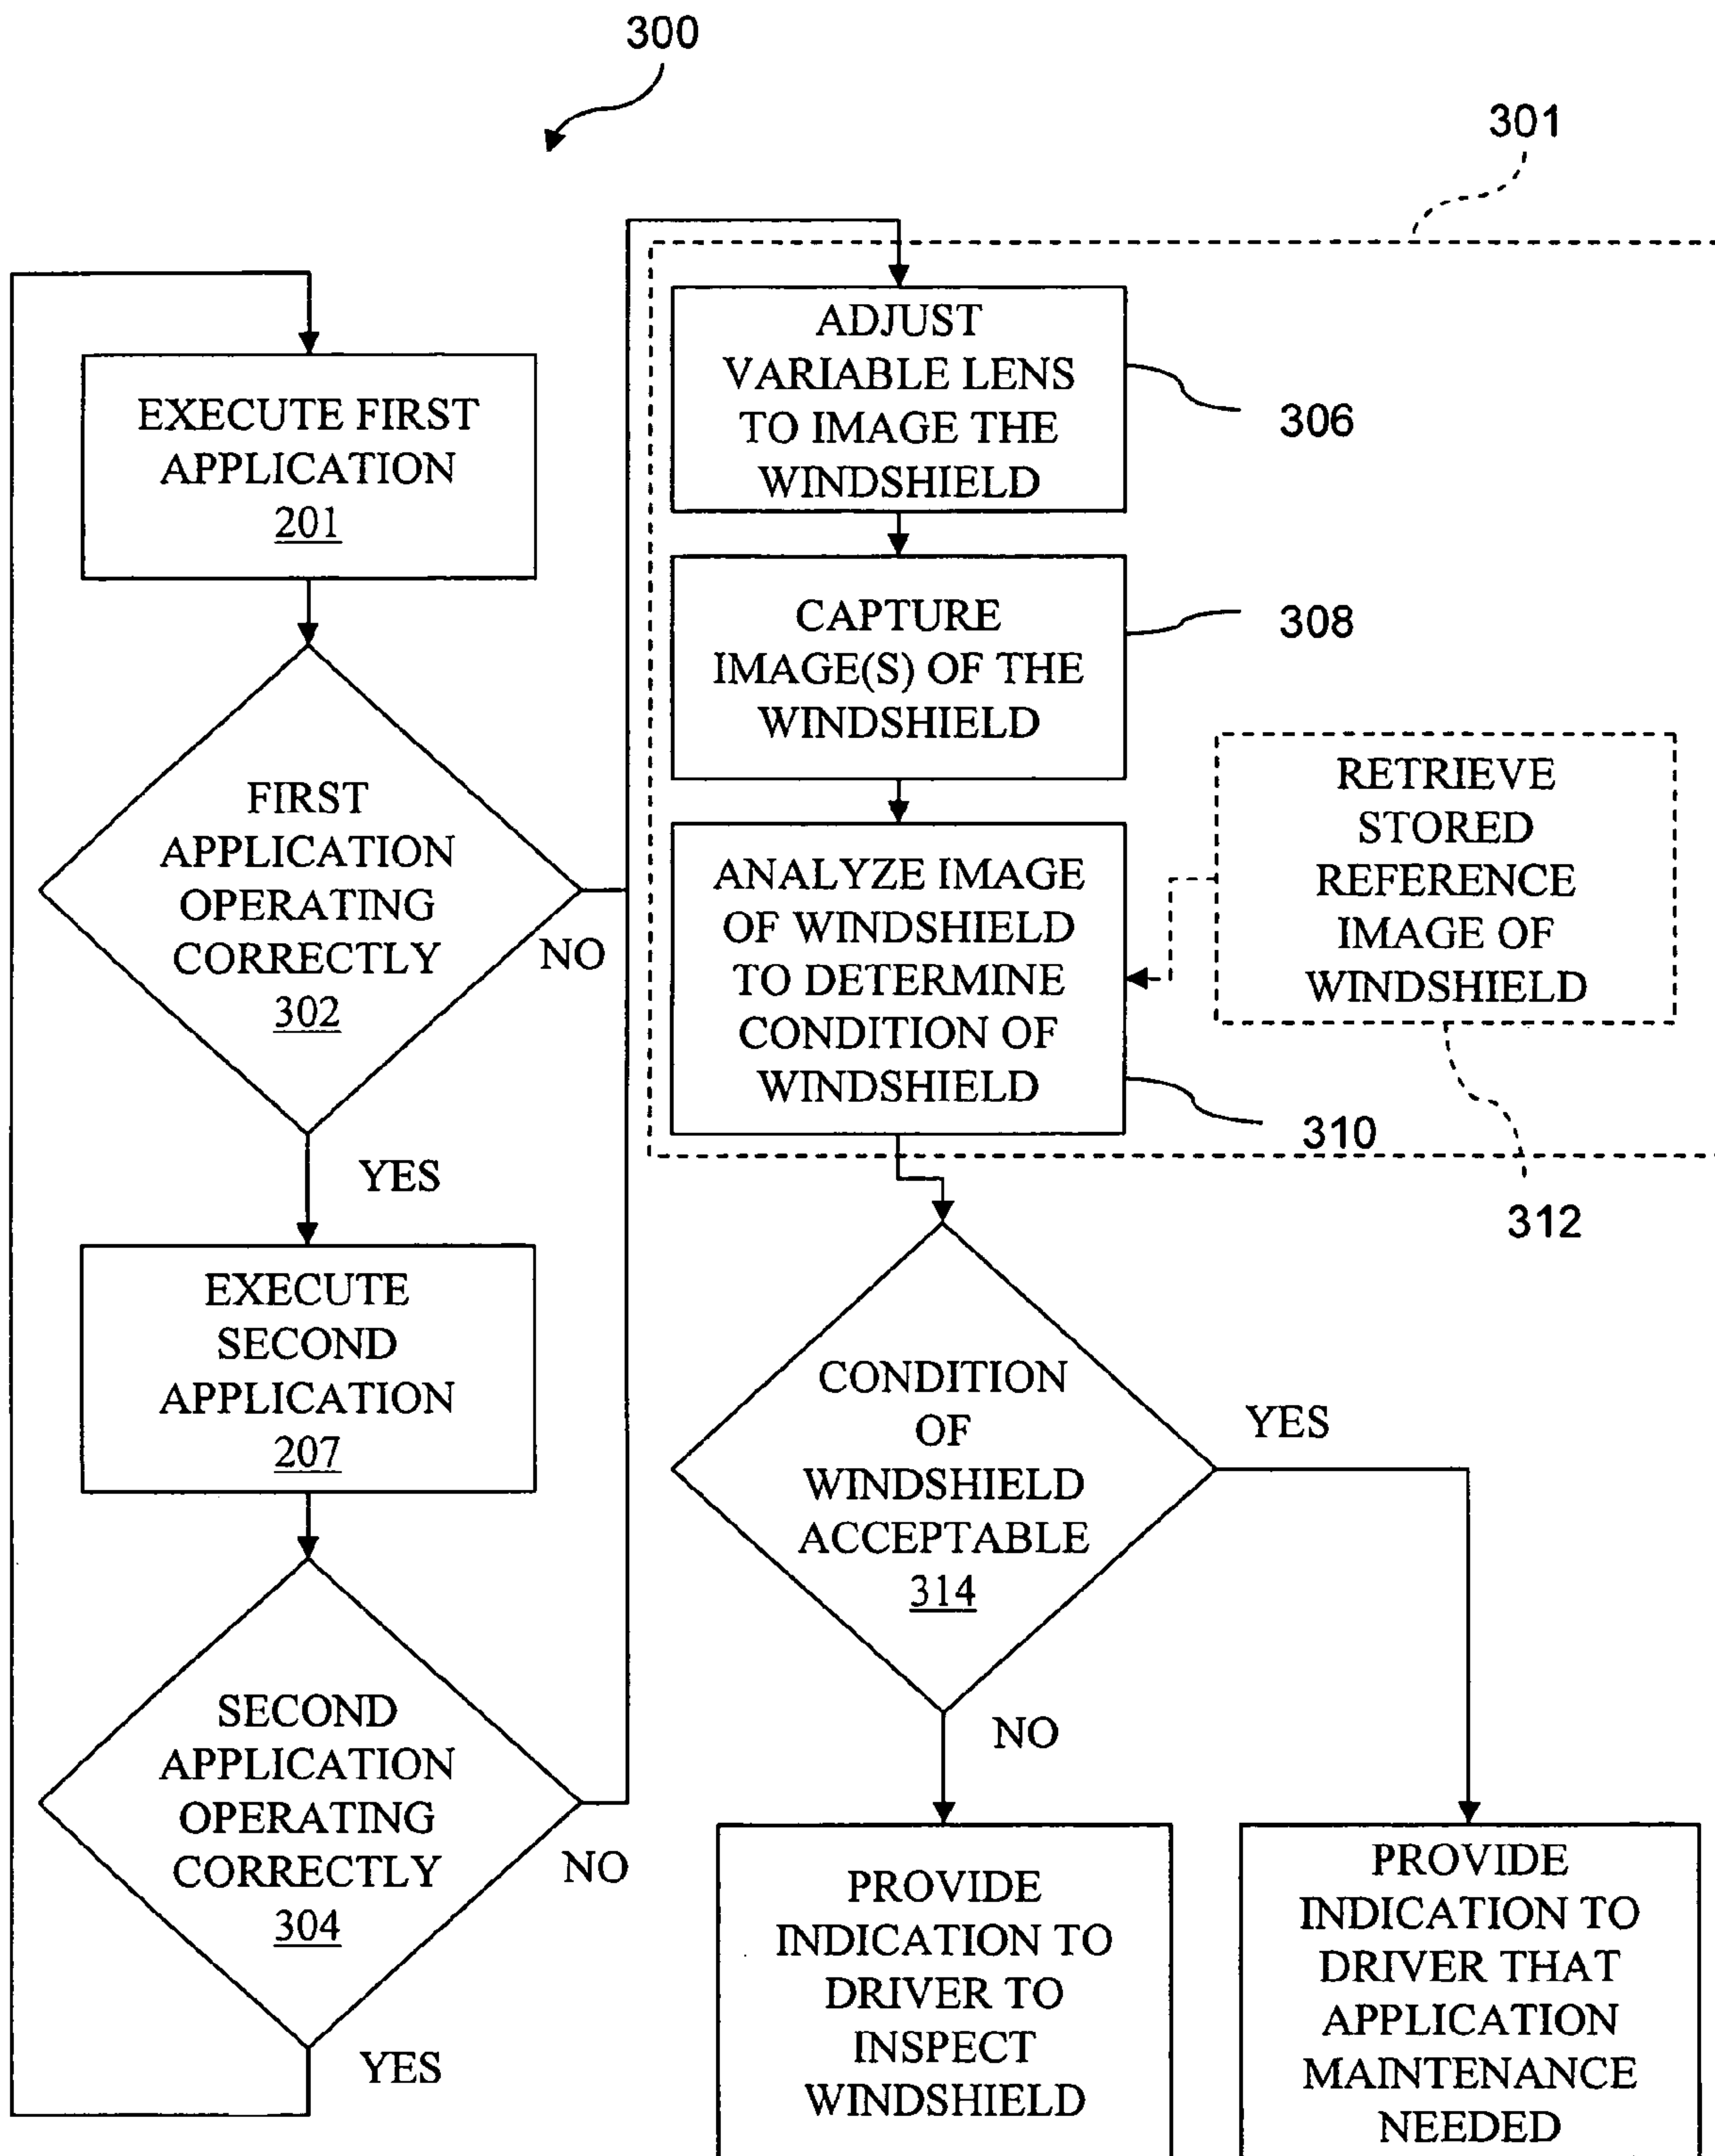 300
301
EXECUTE FIRST
APPLICATION
201
FIRST
APPLICATION
OPERATING
CORRECTLY
302
NO
YES
EXECUTE
SECOND
APPLICATION
207
SECOND
APPLICATION
OPERATING
CORRECTLY
304
NO
YES
ADJUST
VARIABLE LENS
TO IMAGE THE
WINDSHIELD
306
CAPTURE
IMAGE(S) OF THE
WINDSHIELD
308
ANALYZE IMAGE
OF WINDSHIELD
TO DETERMINE
CONDITION OF
WINDSHIELD
310
RETRIEVE
STORED
REFERENCE
IMAGE OF
WINDSHIELD
312
CONDITION
OF
WINDSHIELD
ACCEPTABLE
314
YES
NO
PROVIDE
INDICATION TO
DRIVER TO
INSPECT
WINDSHIELD
PROVIDE
INDICATION TO
DRIVER THAT
APPLICATION
MAINTENANCE
NEEDED